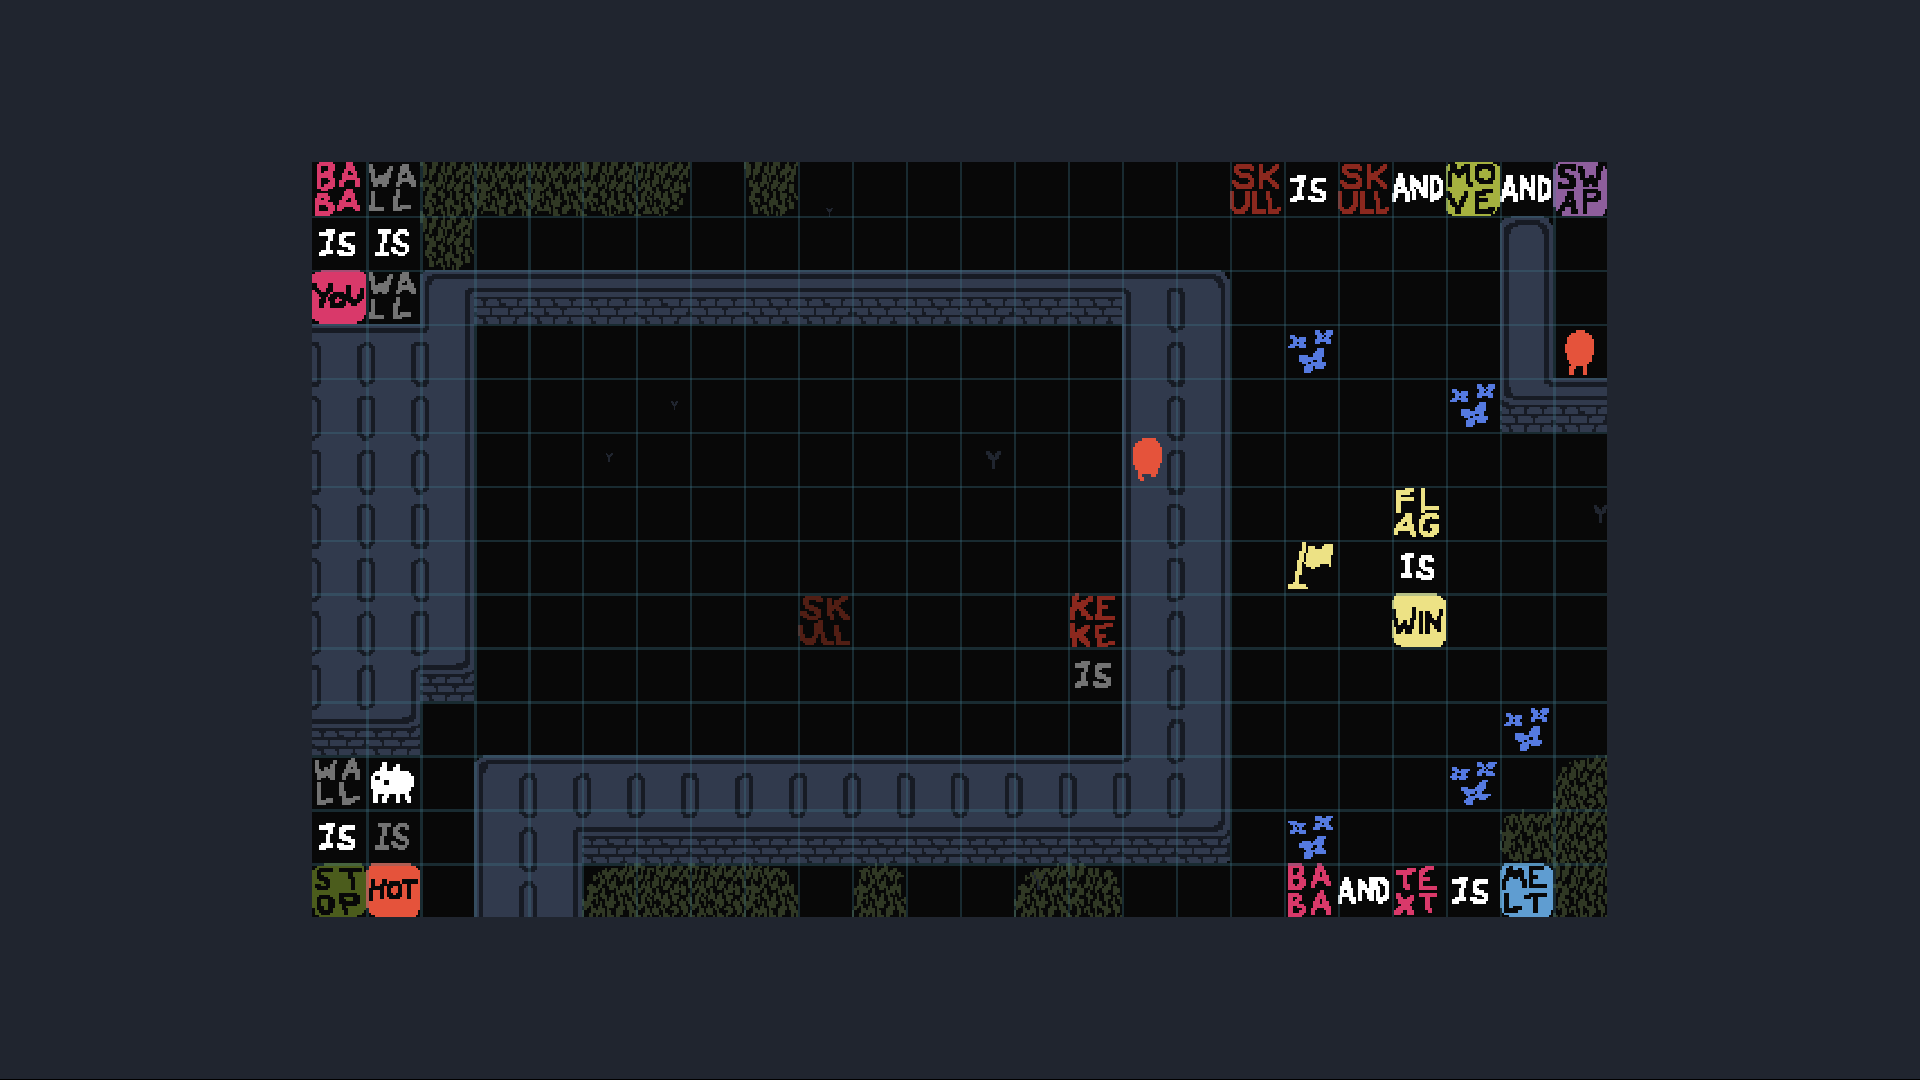 BABA WALL SKULL IS SKULL AND MOVE AND SWAP
IS IS
YOU WALL
FLAG
IS
SKULL KEKE WIN
IS
WALL
IS IS
STOP HOT BABA AND TEXT IS MELT